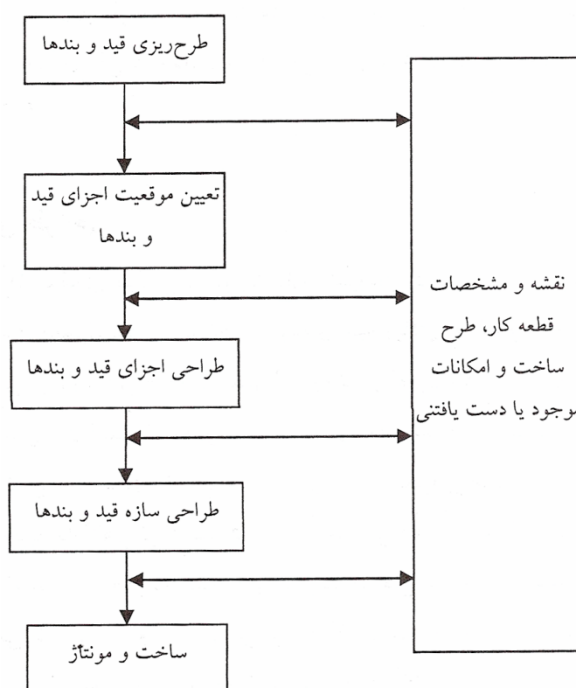 طرح‌ریزی قید و بندها
تعیین موقعیت اجزای قید
و بندها
طراحی اجزای قید و بندها
طراحی سازه قید و بندها
ساخت و مونتاژ
نقشه و مشخصات
قطعه کار، طرح
ساخت و امکانات
موجود یا دست یافتنی